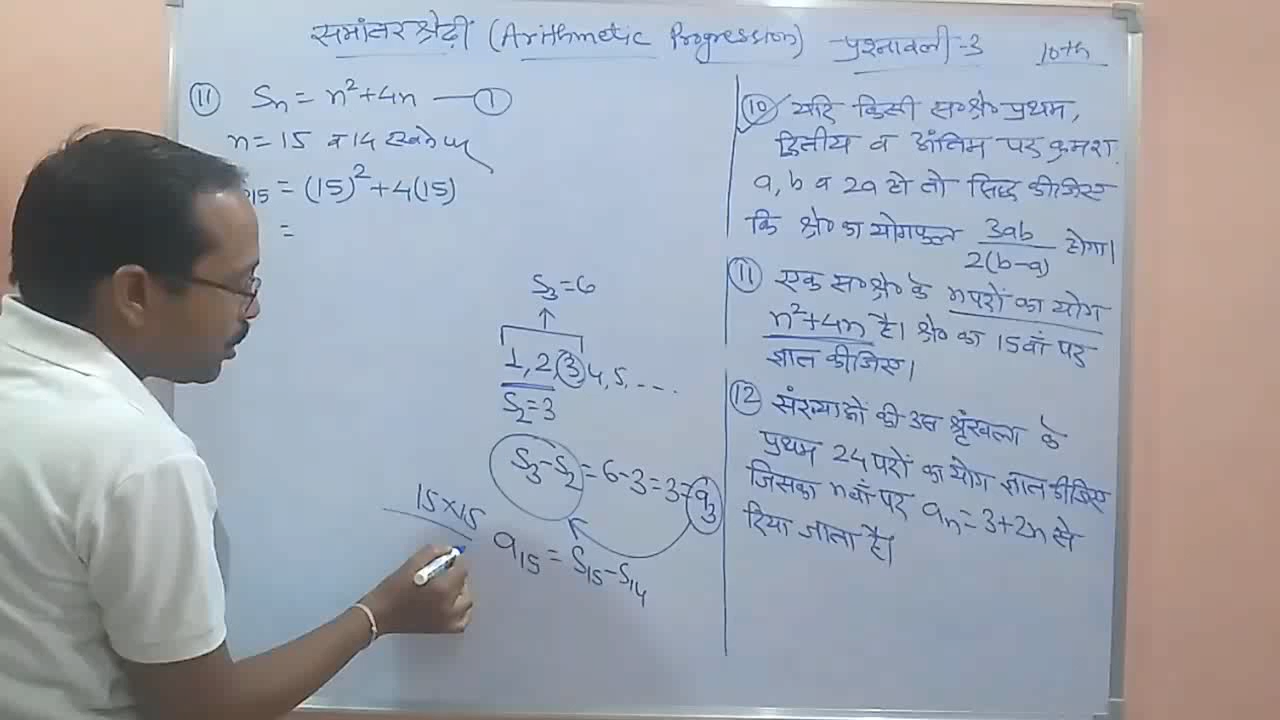 समांतर श्रेढ़ी (Arithmetic Progression) प्रश्नावली-3 10th
⑪ Sn = n²+4n —①
n=15 व 14 रखने पर
15 = (15)²+4(15)
=
S₃=6
↑
1,2,3,4,5,----
S₂=3
S₃-S₂=6-3=3=a₃
15×15
a₁₅=S₁₅-S₁₄
⑩ यदि किसी स०श्रे० प्रथम,
द्वितीय व अंतिम पद क्रमश.
a, b व 2a हो तो सिद्ध कीजिए
कि श्रे० का योगफल 3ab/2(b-a) होगा।
⑪ एक स०श्रे० के n पदों का योग
n²+4n है। श्रे० का 15वाँ पद
ज्ञात कीजिए।
⑫ संख्याओं की उस श्रृंखला के
प्रथम 24 पदों का योग ज्ञात कीजिए
जिसका nवाँ पद an=3+2n से
दिया जाता है।